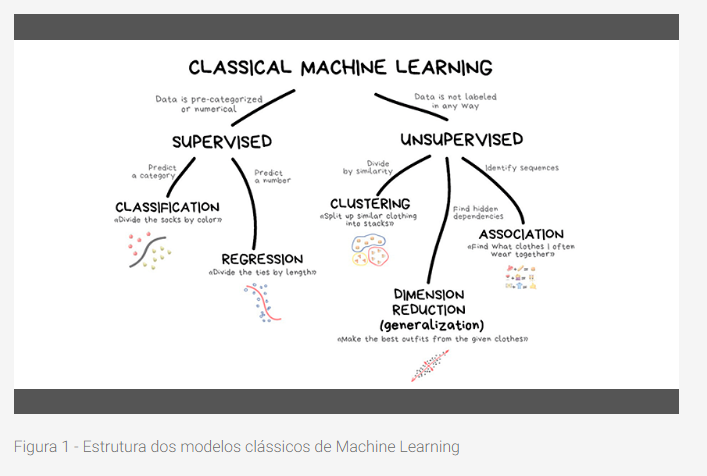 CLASSICAL MACHINE LEARNING
Data is pre-categorized
or numerical
Data is not labeled
in any way
SUPERVISED
UNSUPERVISED
Predict
a category
Predict
a number
Divide
by similarity
Identify sequences
CLASSIFICATION
«Divide the socks by color»
CLUSTERING
«Split up similar clothing
into stacks»
Find hidden
dependencies
ASSOCIATION
«Find What clothes I often
wear together»
REGRESSION
«Divide the ties by length»
DIMENSION
REDUCTION
(generalization)
«Make the best outfits from the given clothes»
Figura 1 - Estrutura dos modelos clássicos de Machine Learning